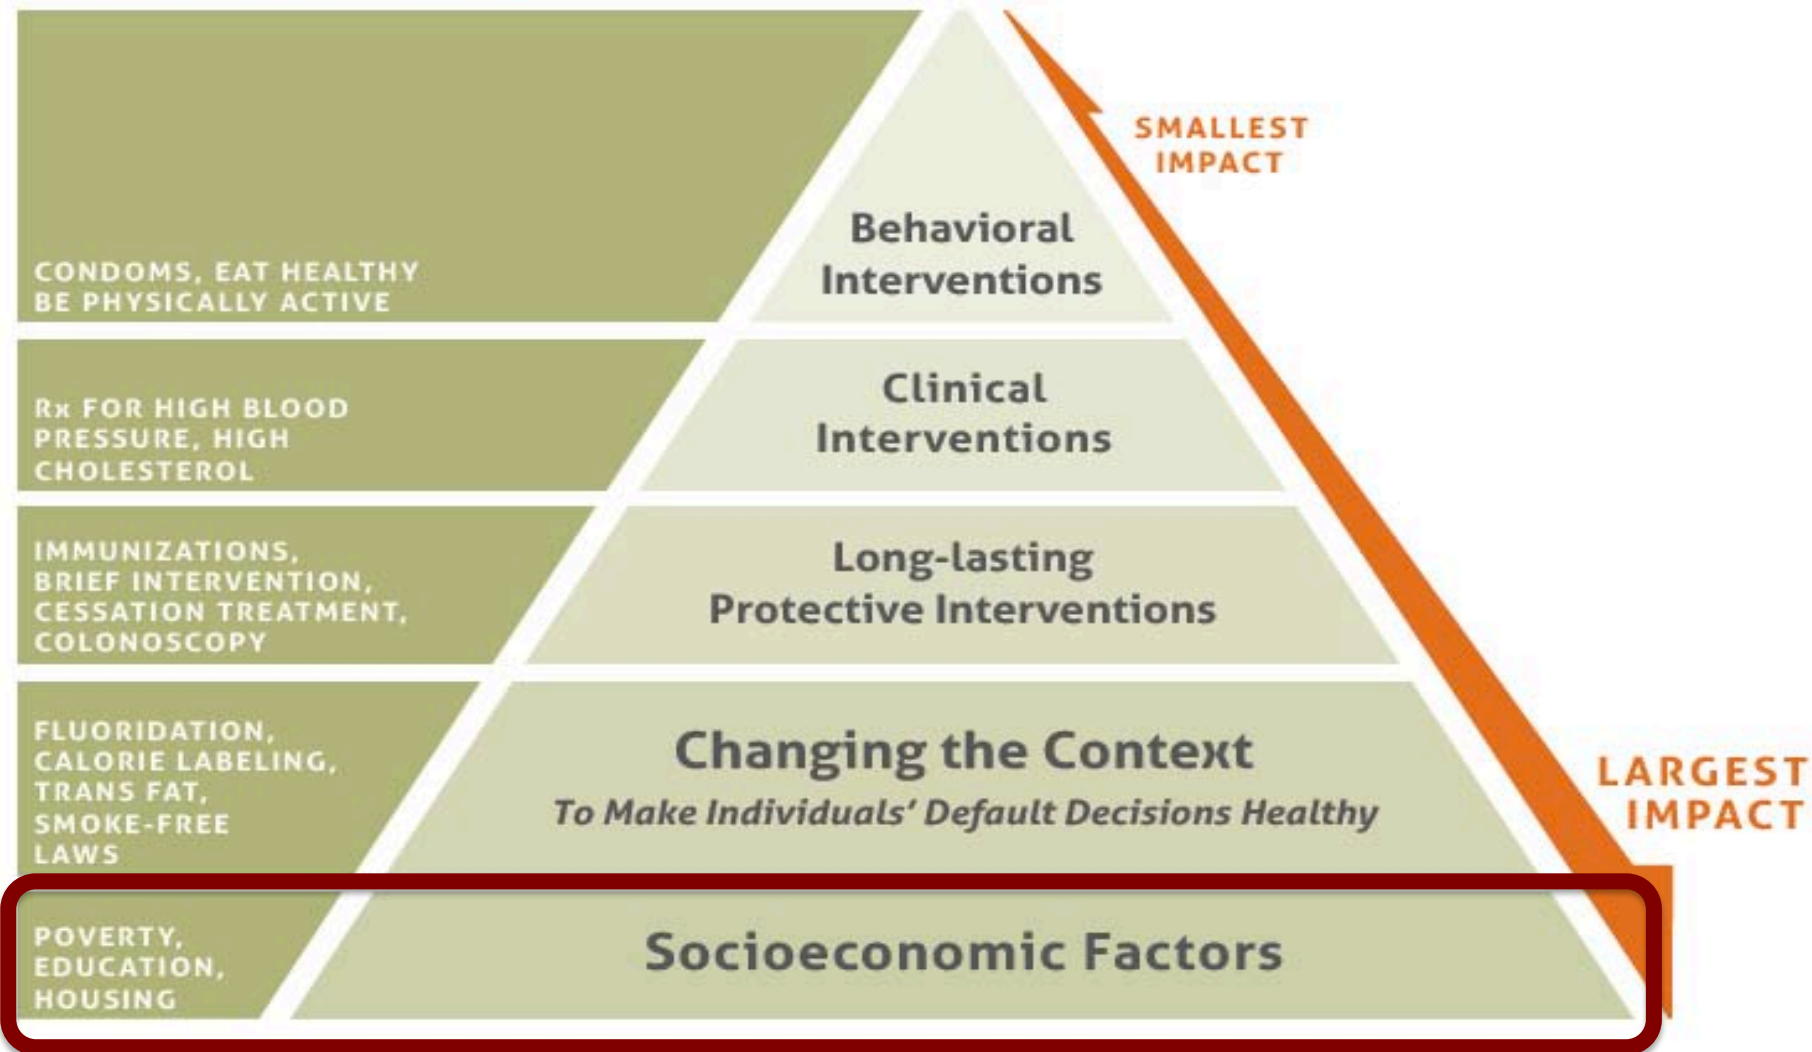 SMALLEST
IMPACT
Behavioral
Interventions
CONDOMS, EAT HEALTHY
BE PHYSICALLY ACTIVE
Clinical
Interventions
Rx FOR HIGH BLOOD
PRESSURE, HIGH
CHOLESTEROL
Long-lasting
Protective Interventions
IMMUNIZATIONS,
BRIEF INTERVENTION,
CESSATION TREATMENT,
COLONOSCOPY
Changing the Context
To Make Individuals' Default Decisions Healthy
FLUORIDATION,
CALORIE LABELING,
TRANS FAT,
SMOKE-FREE
LAWS
LARGEST
IMPACT
Socioeconomic Factors
POVERTY,
EDUCATION,
HOUSING